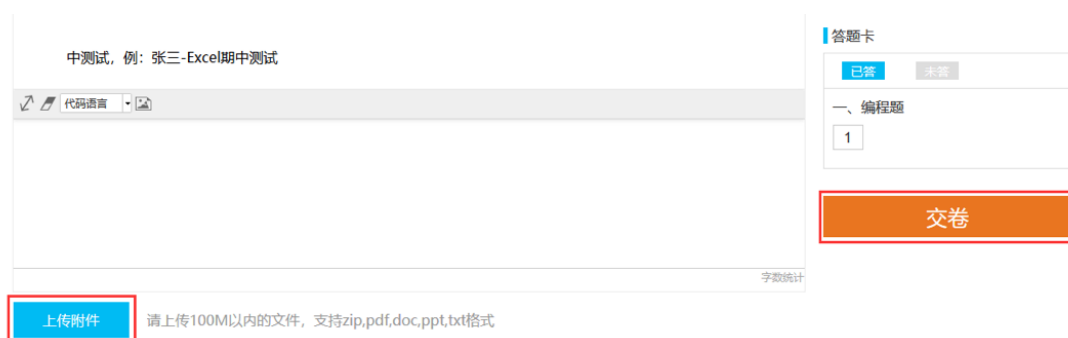 中测试，例：张三-Excel期中测试
代码语言
字数统计
上传附件
请上传100M以内的文件，支持zip,pdf,doc,ppt,txt格式
答题卡
已答 未答
一、编程题
1
交卷